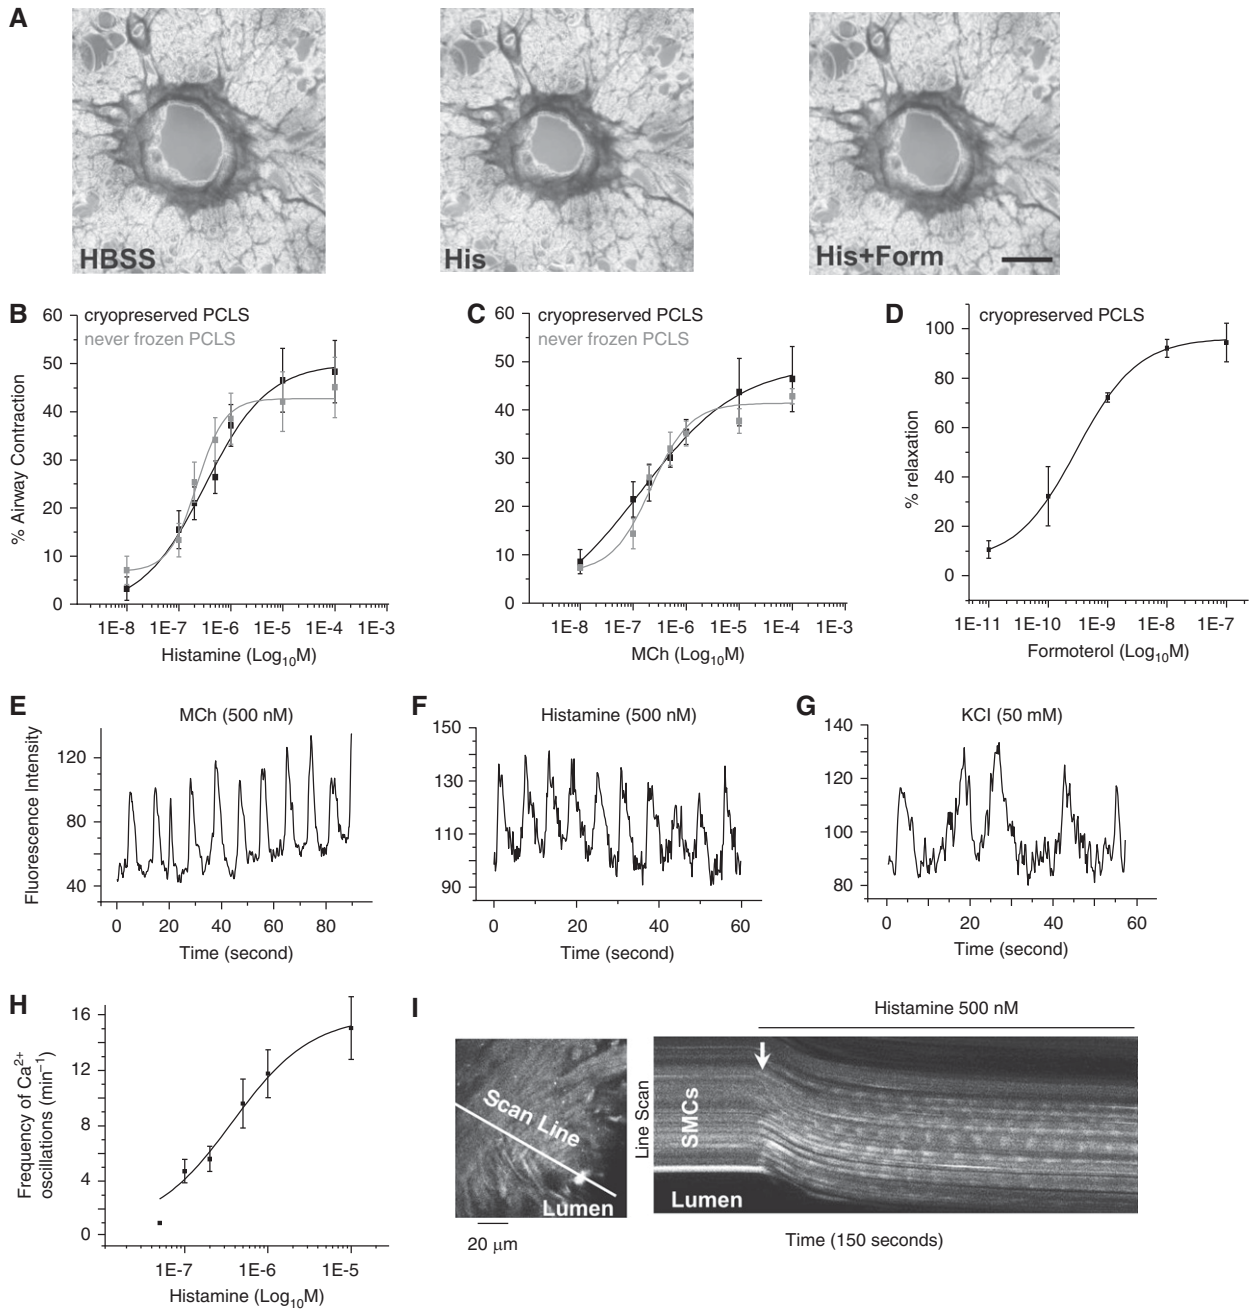 A
HBSS
His
His+Form
B
cryopreserved PCLS
never frozen PCLS
% Airway Contraction
60
50
40
30
20
10
0
1E-8 1E-7 1E-6 1E-5 1E-4 1E-3
Histamine (Log10M)
C
cryopreserved PCLS
never frozen PCLS
60
50
40
30
20
10
0
1E-8 1E-7 1E-6 1E-5 1E-4 1E-3
MCh (Log10M)
D
cryopreserved PCLS
% relaxation
100
80
60
40
20
0
1E-11 1E-10 1E-9 1E-8 1E-7
Formoterol (Log10M)
E
MCh (500 nM)
Fluorescence Intensity
120
80
40
0 20 40 60 80
Time (second)
F
Histamine (500 nM)
150
130
110
90
0 20 40 60
Time (second)
G
KCl (50 mM)
140
120
100
80
0 20 40 60
Time (second)
H
Frequency of Ca2+
oscillations (min−1)
16
12
8
4
0
1E-7 1E-6 1E-5
Histamine (Log10M)
I
Histamine 500 nM
Scan Line
Lumen
20 µm
Line Scan
SMCs
Lumen
Time (150 seconds)